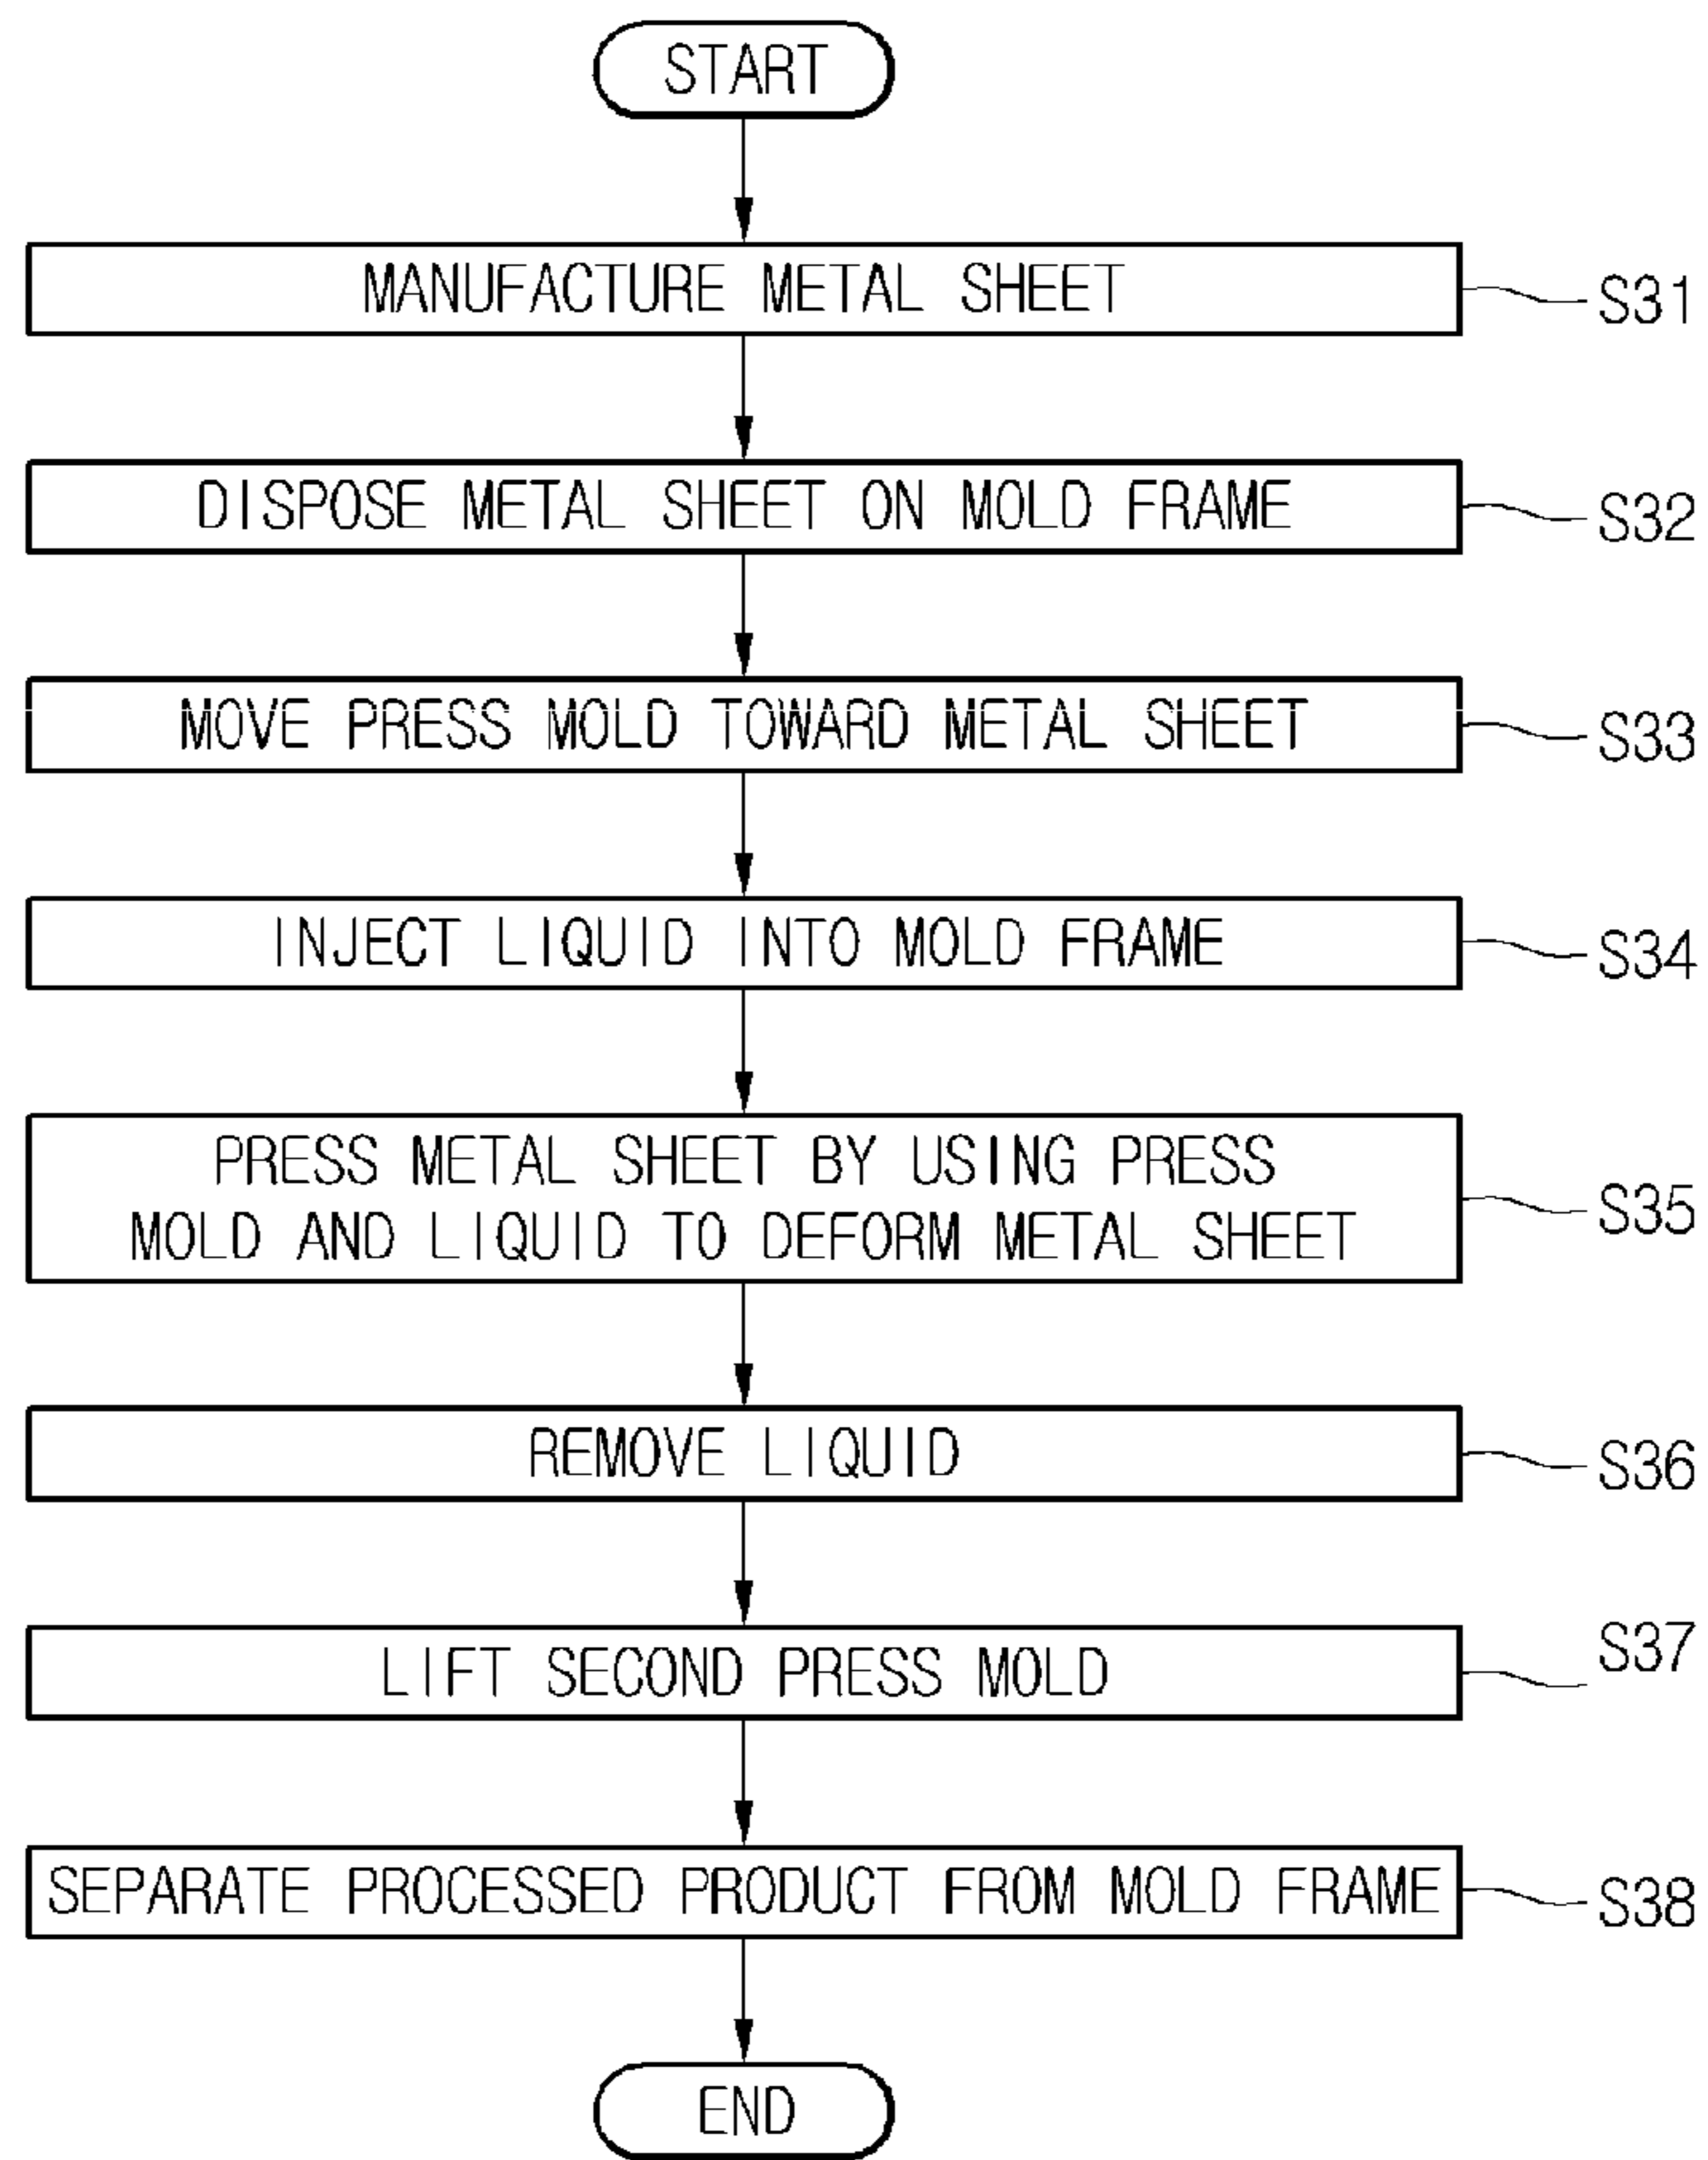 START
MANUFACTURE METAL SHEET
S31
DISPOSE METAL SHEET ON MOLD FRAME
S32
MOVE PRESS MOLD TOWARD METAL SHEET
S33
INJECT LIQUID INTO MOLD FRAME
S34
PRESS METAL SHEET BY USING PRESS
MOLD AND LIQUID TO DEFORM METAL SHEET
S35
REMOVE LIQUID
S36
LIFT SECOND PRESS MOLD
S37
SEPARATE PROCESSED PRODUCT FROM MOLD FRAME
S38
END